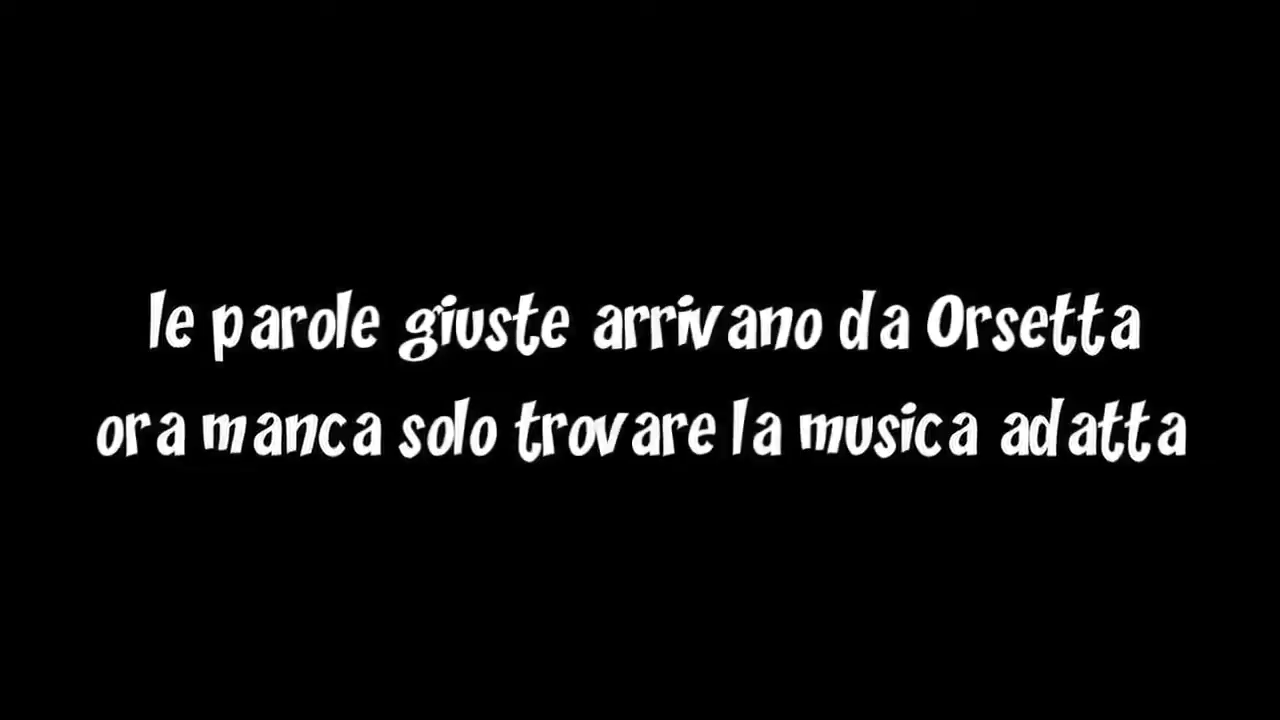 le parole giuste arrivano da Orsetta
ora manca solo trovare la musica adatta